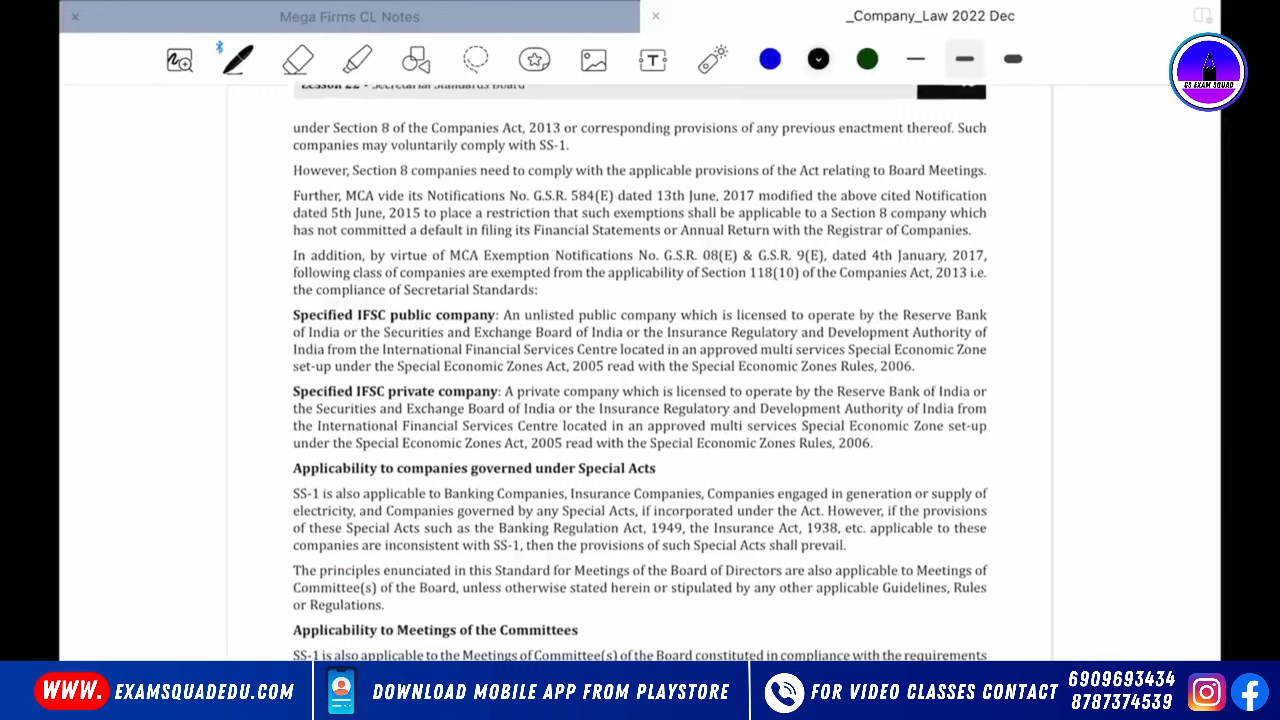 Mega Firms CL Notes
_Company_Law 2022 Dec
CS EXAM SQUAD
Lesson 22 • Secretarial Standards Board
under Section 8 of the Companies Act, 2013 or corresponding provisions of any previous enactment thereof. Such
companies may voluntarily comply with SS-1.
However, Section 8 companies need to comply with the applicable provisions of the Act relating to Board Meetings.
Further, MCA vide its Notifications No. G.S.R. 584(E) dated 13th June, 2017 modified the above cited Notification
dated 5th June, 2015 to place a restriction that such exemptions shall be applicable to a Section 8 company which
has not committed a default in filing its Financial Statements or Annual Return with the Registrar of Companies.
In addition, by virtue of MCA Exemption Notifications No. G.S.R. 08(E) & G.S.R. 9(E), dated 4th January, 2017,
following class of companies are exempted from the applicability of Section 118(10) of the Companies Act, 2013 i.e.
the compliance of Secretarial Standards:
Specified IFSC public company: An unlisted public company which is licensed to operate by the Reserve Bank
of India or the Securities and Exchange Board of India or the Insurance Regulatory and Development Authority of
India from the International Financial Services Centre located in an approved multi services Special Economic Zone
set-up under the Special Economic Zones Act, 2005 read with the Special Economic Zones Rules, 2006.
Specified IFSC private company: A private company which is licensed to operate by the Reserve Bank of India or
the Securities and Exchange Board of India or the Insurance Regulatory and Development Authority of India from
the International Financial Services Centre located in an approved multi services Special Economic Zone set-up
under the Special Economic Zones Act, 2005 read with the Special Economic Zones Rules, 2006.
Applicability to companies governed under Special Acts
SS-1 is also applicable to Banking Companies, Insurance Companies, Companies engaged in generation or supply of
electricity, and Companies governed by any Special Acts, if incorporated under the Act. However, if the provisions
of these Special Acts such as the Banking Regulation Act, 1949, the Insurance Act, 1938, etc. applicable to these
companies are inconsistent with SS-1, then the provisions of such Special Acts shall prevail.
The principles enunciated in this Standard for Meetings of the Board of Directors are also applicable to Meetings of
Committee(s) of the Board, unless otherwise stated herein or stipulated by any other applicable Guidelines, Rules
or Regulations.
Applicability to Meetings of the Committees
SS-1 is also applicable to the Meetings of Committee(s) of the Board constituted in compliance with the requirements
WWW. EXAMSQUADEDU.COM
DOWNLOAD MOBILE APP FROM PLAYSTORE
FOR VIDEO CLASSES CONTACT
6909693434
8787374539